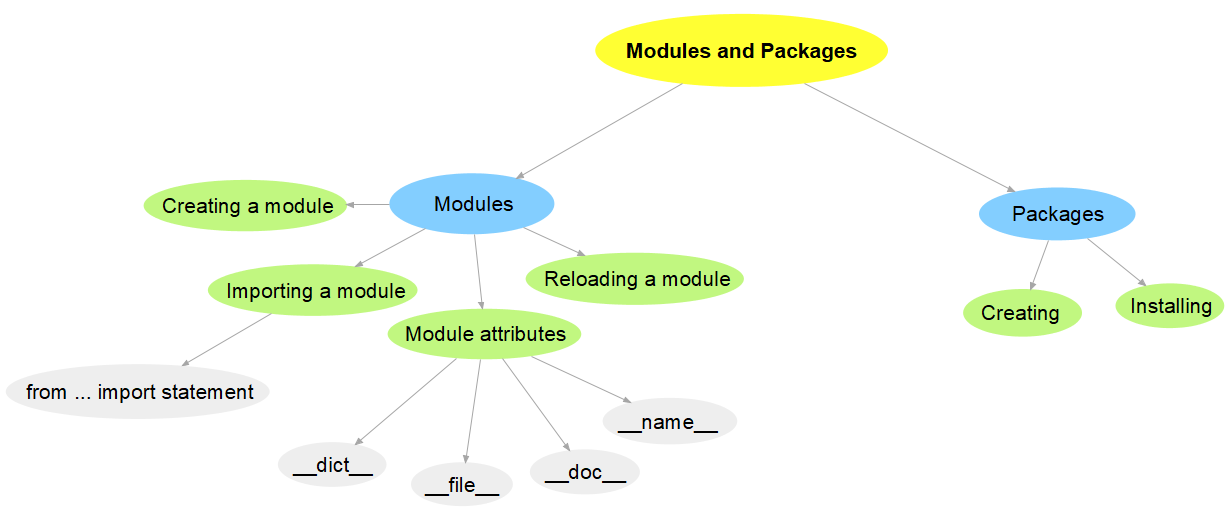 Modules and Packages
Creating a module
Modules
Packages
Importing a module
Reloading a module
Creating
Installing
Module attributes
from ... import statement
__name__
__dict__
__file__
__doc__